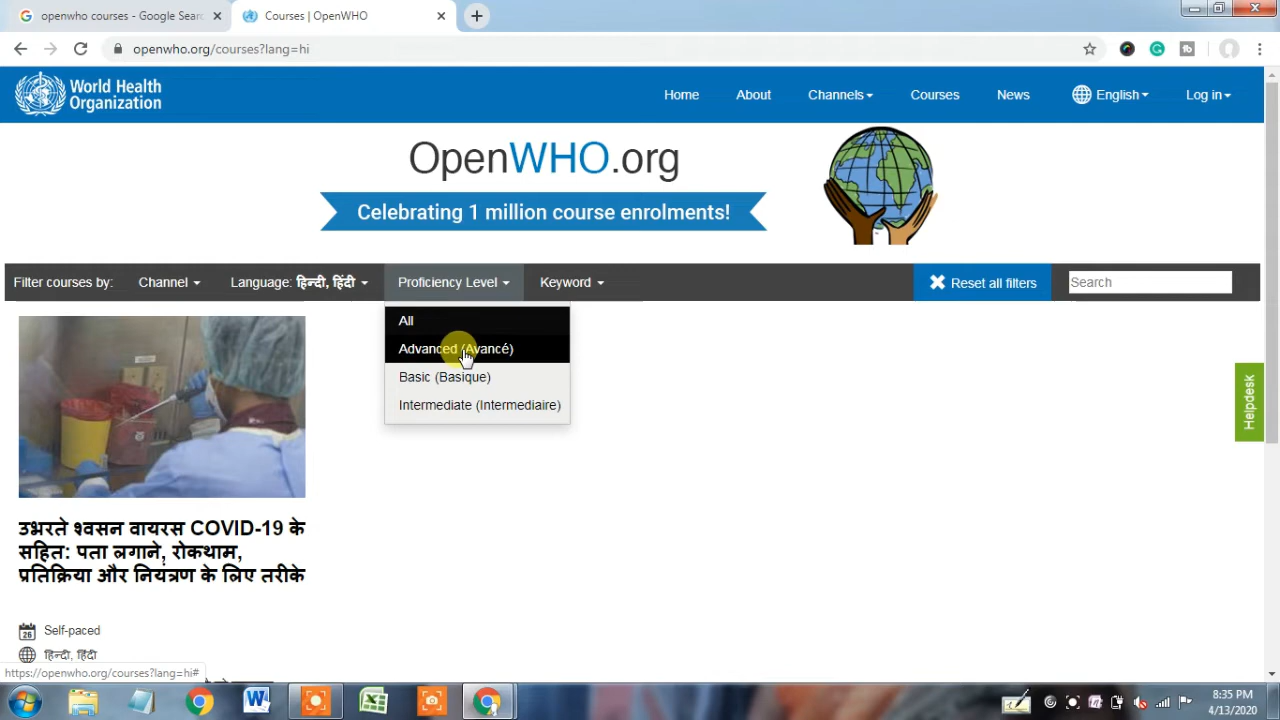 openwho courses - Google Sear
Courses | OpenWHO
openwho.org/courses?lang=hi
World Health
Organization
Home
About
Channels
Courses
News
English
Log in
OpenWHO.org
Celebrating 1 million course enrolments!
Filter courses by:
Channel
Language: हिन्दी, हिंदी
Proficiency Level
Keyword
Reset all filters
Search
All
Advanced (Avancé)
Basic (Basique)
Intermediate (Intermediaire)
Helpdesk
उभरते श्वसन वायरस COVID-19 के
सहित: पता लगाने, रोकथाम,
प्रतिक्रिया और नियंत्रण के लिए तरीके
26
Self-paced
हिन्दी, हिंदी
https://openwho.org/courses?lang=hi#
8:35 PM
4/13/2020